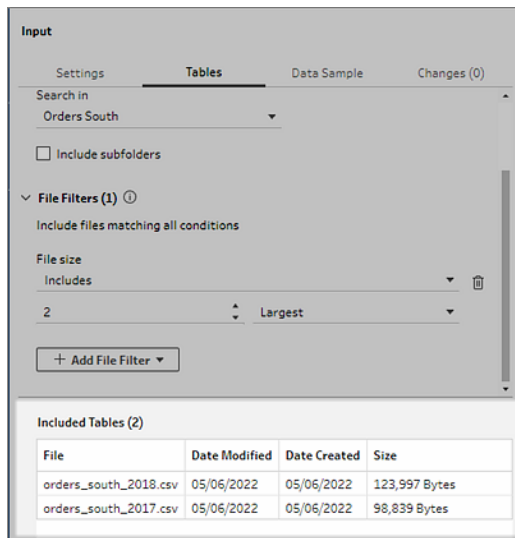 Input
Settings Tables Data Sample Changes (0)
Search in
Orders South
Include subfolders
File Filters (1)
Include files matching all conditions
File size
Includes
2 Largest
+ Add File Filter
Included Tables (2)
File Date Modified Date Created Size
orders_south_2018.csv 05/06/2022 05/06/2022 123,997 Bytes
orders_south_2017.csv 05/06/2022 05/06/2022 98,839 Bytes